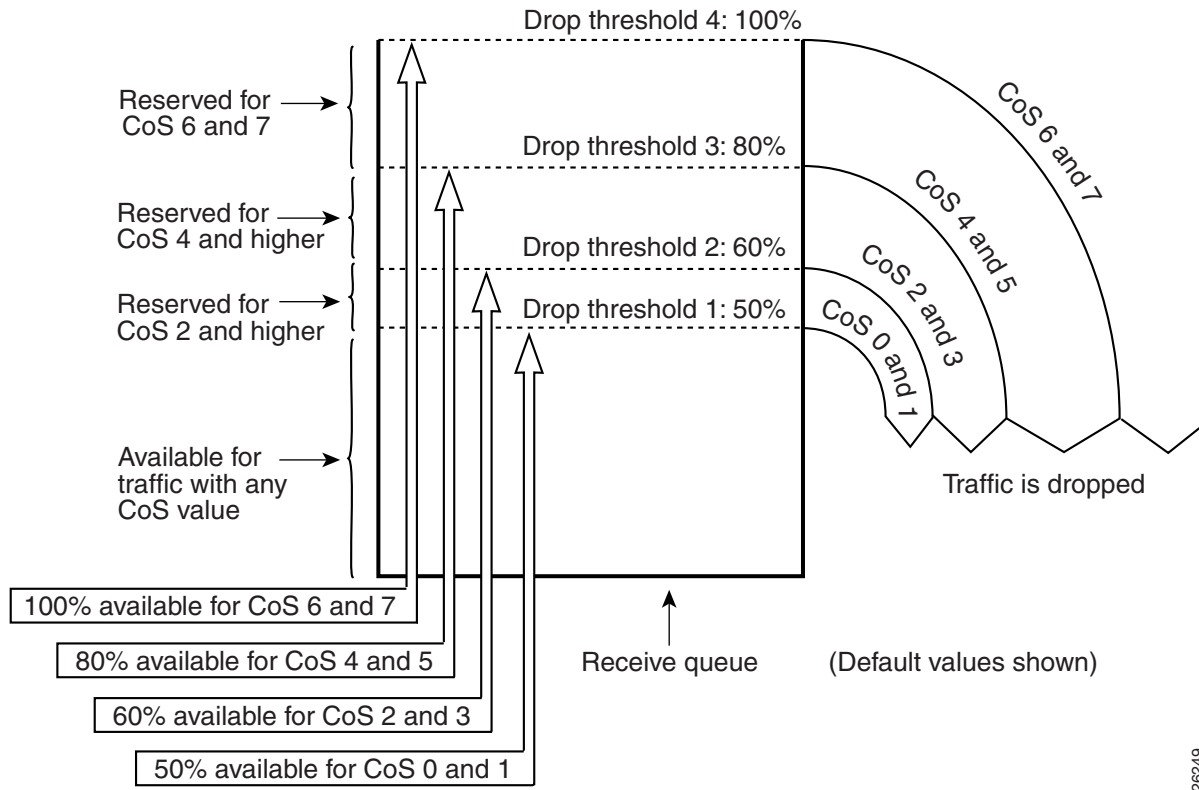 Drop threshold 4: 100%
Reserved for
CoS 6 and 7
CoS 6 and 7
Drop threshold 3: 80%
CoS 4 and 5
Reserved for
CoS 4 and higher
Drop threshold 2: 60%
CoS 2 and 3
Reserved for
CoS 2 and higher
Drop threshold 1: 50%
CoS 0 and 1
Available for
traffic with any
CoS value
Traffic is dropped
100% available for CoS 6 and 7
80% available for CoS 4 and 5
Receive queue
(Default values shown)
60% available for CoS 2 and 3
50% available for CoS 0 and 1
26249